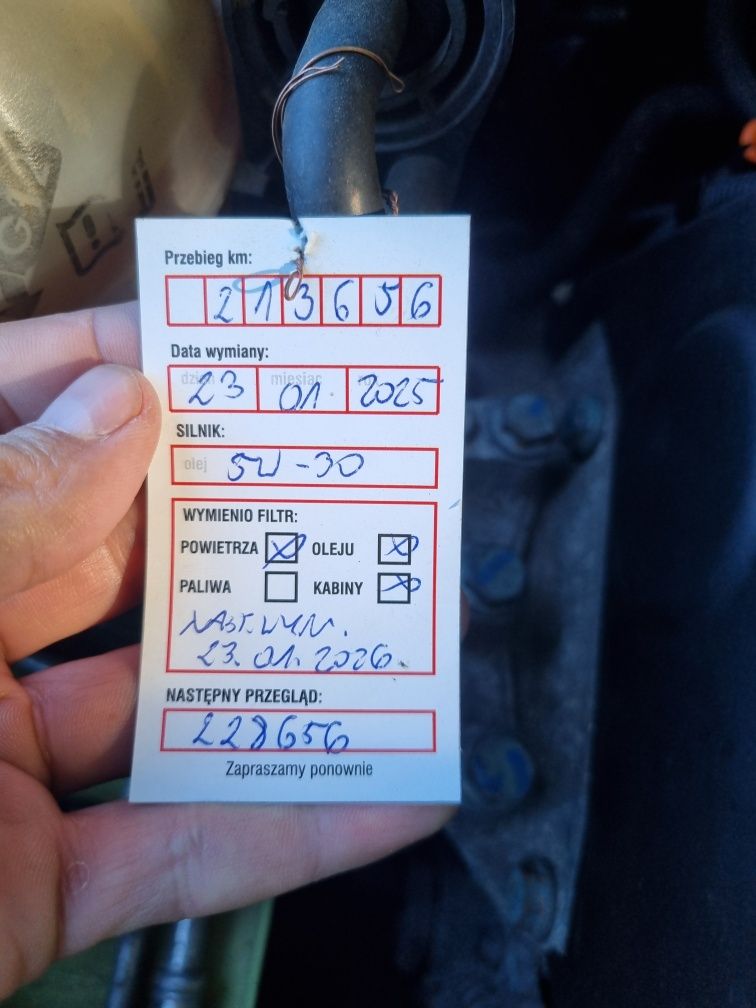 Przebieg km:
213656
Data wymiany:
dzień miesiąc
23 01 2025
SILNIK:
olej 5W-30
WYMIENIO FILTR:
POWIETRZA OLEJU
PALIWA KABINY
NAST. WYM.
23.01.2026.
NASTĘPNY PRZEGLĄD:
228656
Zapraszamy ponownie